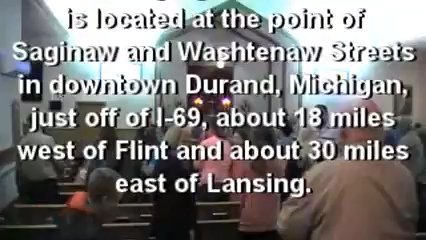 is located at the point of
Saginaw and Washtenaw Streets
in downtown Durand, Michigan,
just off of I-69, about 18 miles
west of Flint and about 30 miles
east of Lansing.